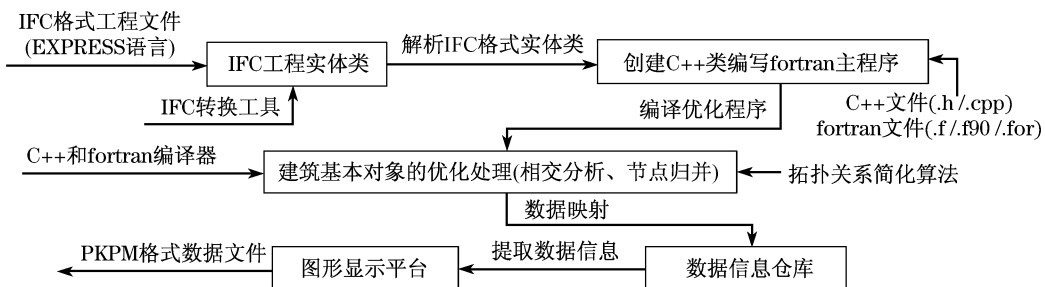 IFC格式工程文件
(EXPRESS语言)
IFC工程实体类
解析IFC格式实体类
创建C++类编写fortran主程序
IFC转换工具
编译优化程序
C++文件(.h/.cpp)
fortran文件(.f/.f90/.for)
C++和fortran编译器
建筑基本对象的优化处理(相交分析、节点归并)
拓扑关系简化算法
数据映射
PKPM格式数据文件
图形显示平台
提取数据信息
数据信息仓库